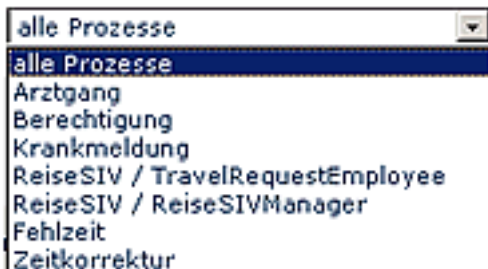 alle Prozesse
alle Prozesse
Arztgang
Berechtigung
Krankmeldung
ReiseSIV / TravelRequestEmployee
ReiseSIV / ReiseSIVManager
Fehlzeit
Zeitkorrektur